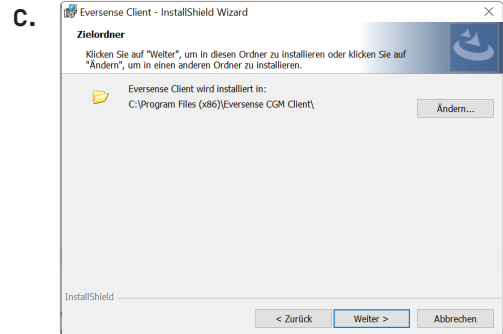 c.
Eversense Client - InstallShield Wizard
Zielordner
Klicken Sie auf "Weiter", um in diesen Ordner zu installieren oder klicken Sie auf
"Ändern", um in einen anderen Ordner zu installieren.
Eversense Client wird installiert in:
C:\Program Files (x86)\Eversense CGM Client\
Ändern...
InstallShield
< Zurück
Weiter >
Abbrechen